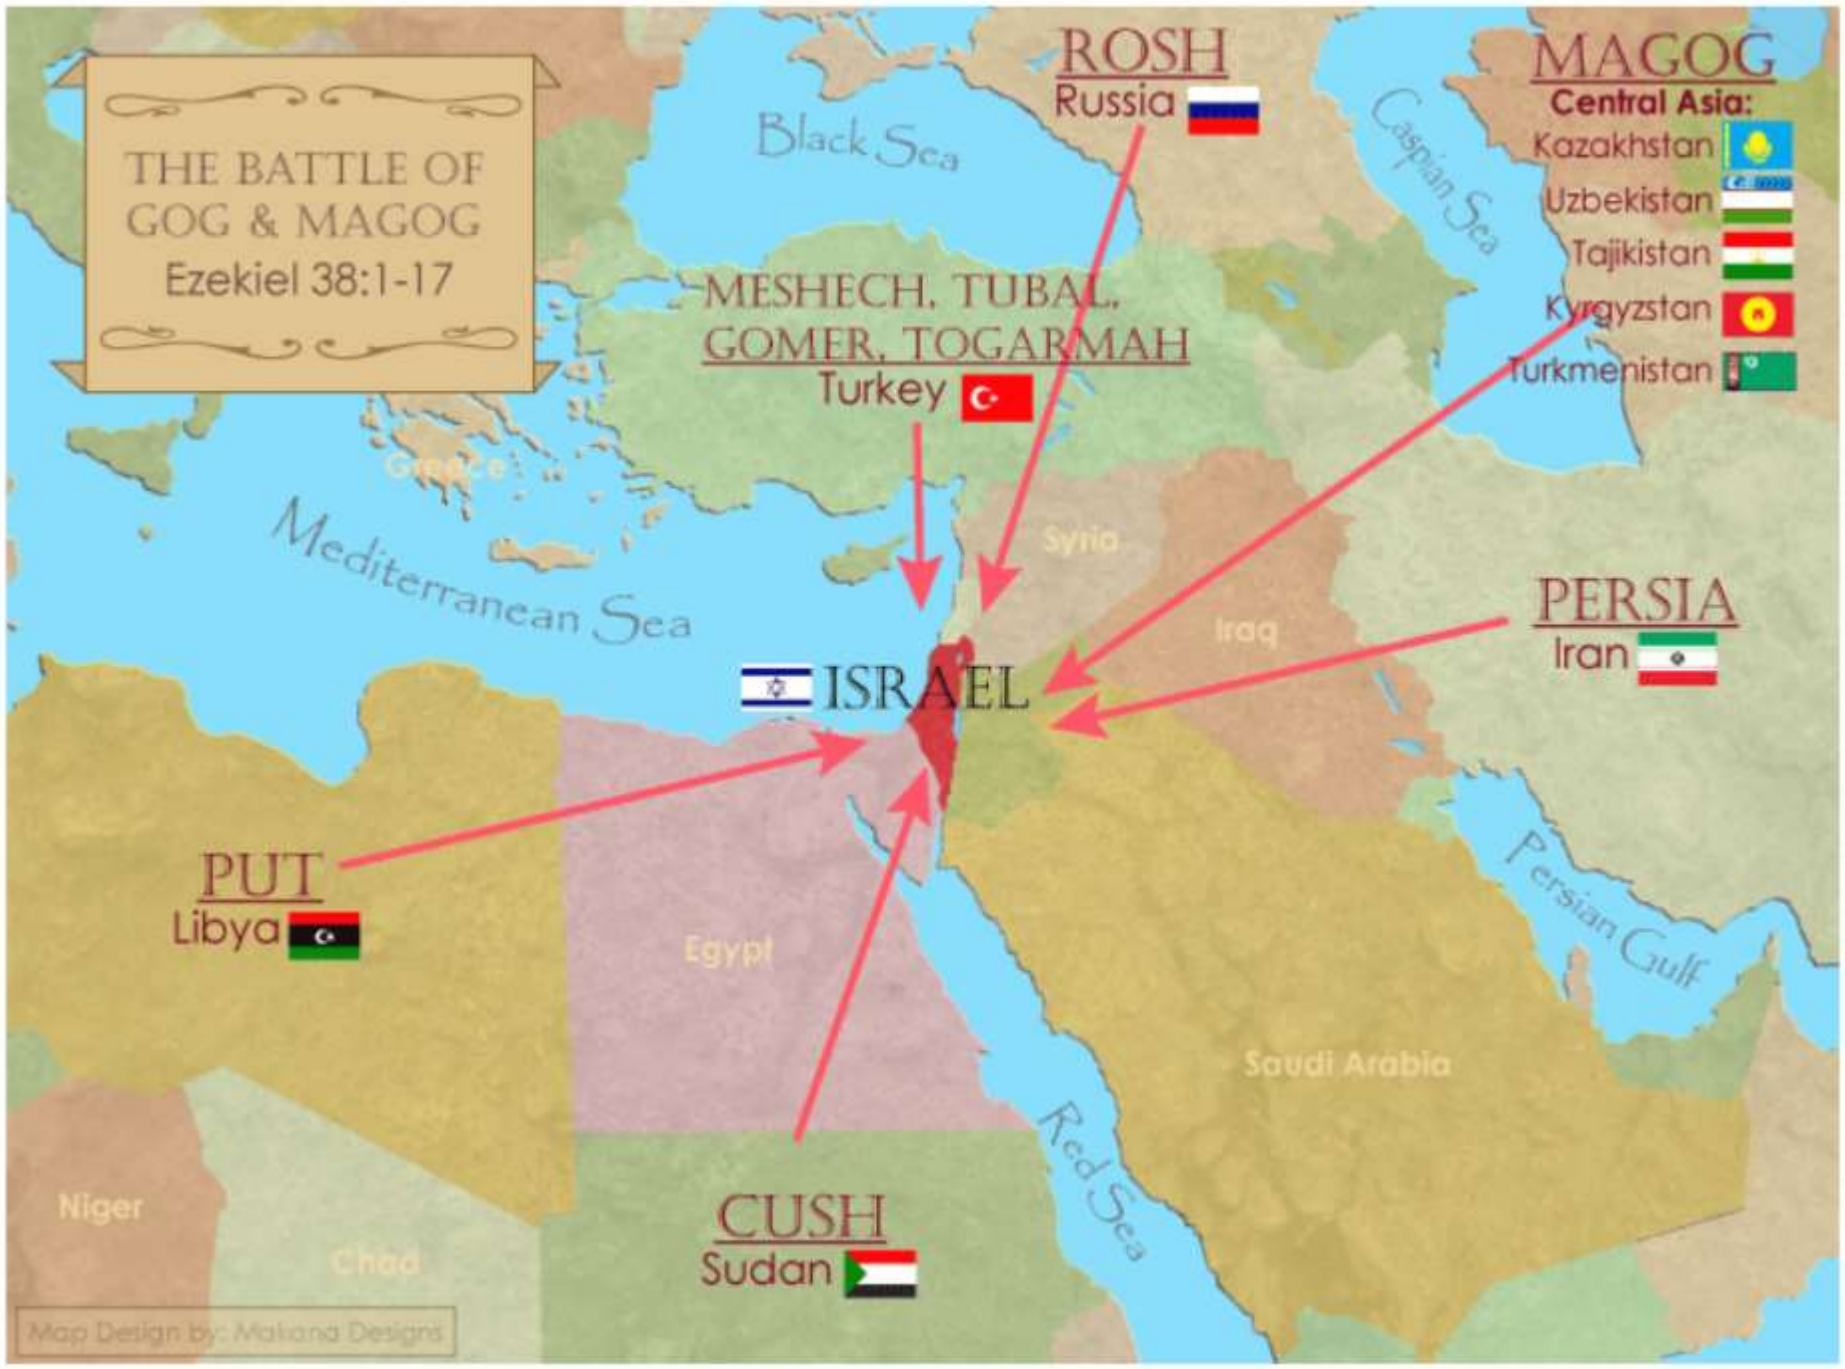 THE BATTLE OF
GOG & MAGOG
Ezekiel 38:1-17
ROSH
Russia
MAGOG
Central Asia:
Kazakhstan
Uzbekistan
Tajikistan
Kyrgyzstan
Turkmenistan
Black Sea
Caspian Sea
MESHECH, TUBAL,
GOMER, TOGARMAH
Turkey
Greece
Mediterranean Sea
Syria
Iraq
PERSIA
Iran
ISRAEL
PUT
Libya
Egypt
Persian Gulf
Saudi Arabia
Red Sea
Niger
Chad
CUSH
Sudan
Map Design by: Makana Designs